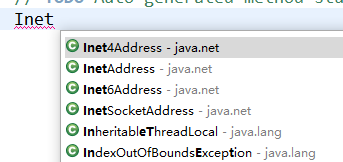 // TODO Auto-generated method stu
Inet
Inet4Address - java.net
InetAddress - java.net
Inet6Address - java.net
InetSocketAddress - java.net
InheritableThreadLocal - java.lang
IndexOutOfBoundsException - java.lang